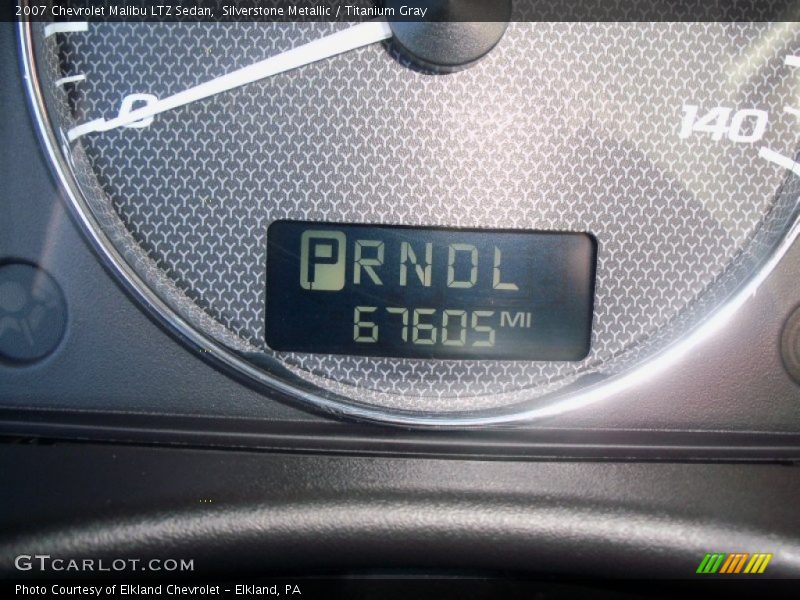 2007 Chevrolet Malibu LTZ Sedan, Silverstone Metallic / Titanium Gray
0
140
PRNDL
67605 MI
GTCARLOT.COM
Photo Courtesy of Elkland Chevrolet - Elkland, PA